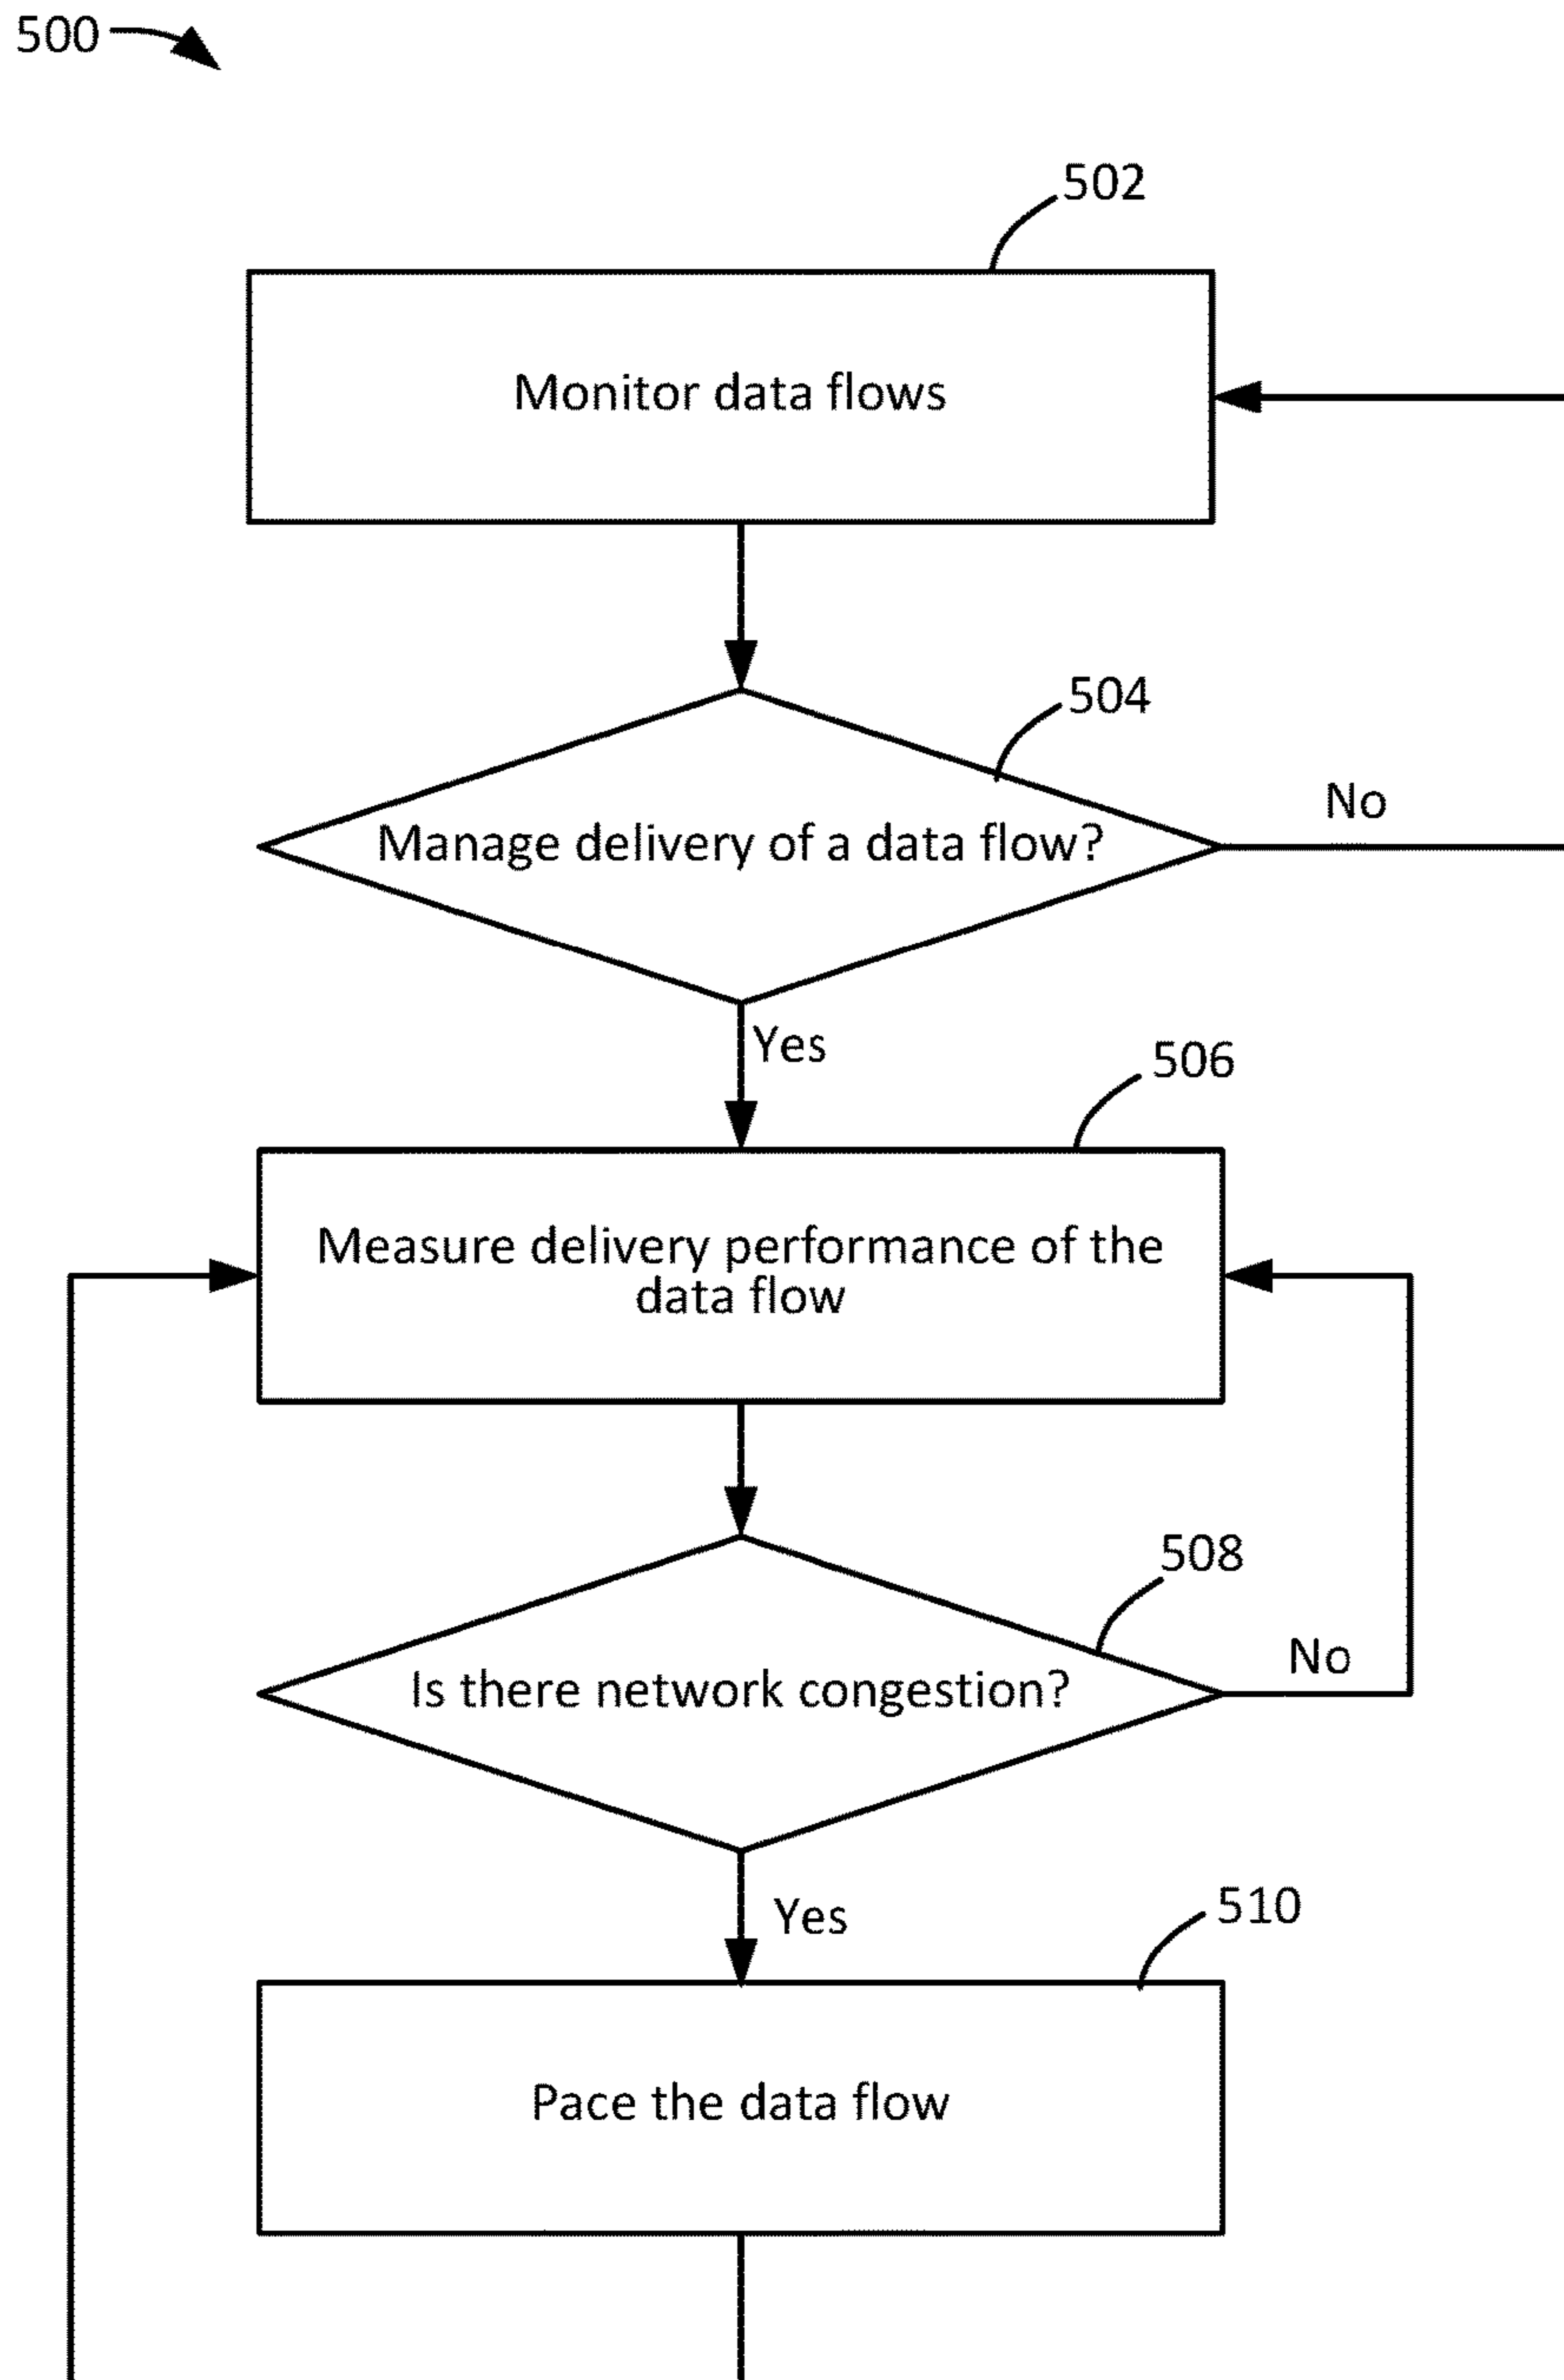 500
502
Monitor data flows
504
Manage delivery of a data flow?
No
Yes
506
Measure delivery performance of the
data flow
508
Is there network congestion?
No
Yes
510
Pace the data flow